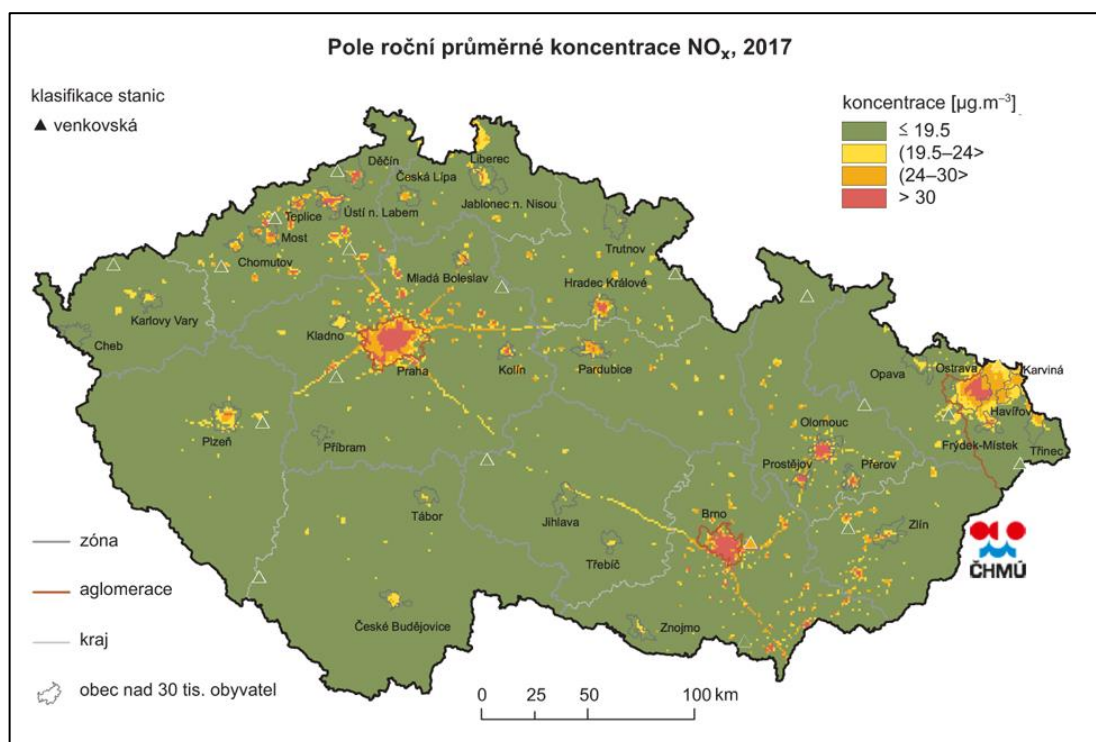 Pole roční průměrné koncentrace NOx, 2017
klasifikace stanic
venkovská
koncentrace [µg.m–3]
≤ 19.5
(19.5–24>
(24–30>
> 30
Děčín
Liberec
Česká Lípa
Teplice
Ústí n. Labem
Jablonec n. Nisou
Most
Trutnov
Chomutov
Mladá Boleslav
Hradec Králové
Karlovy Vary
Kladno
Cheb
Praha
Kolín
Pardubice
Opava
Ostrava
Karviná
Havířov
Plzeň
Příbram
Olomouc
Frýdek-Místek
Třinec
Prostějov
Přerov
Tábor
Jihlava
Brno
Zlín
Třebíč
ČHMÚ
České Budějovice
Znojmo
zóna
aglomerace
kraj
obec nad 30 tis. obyvatel
0 25 50 100 km